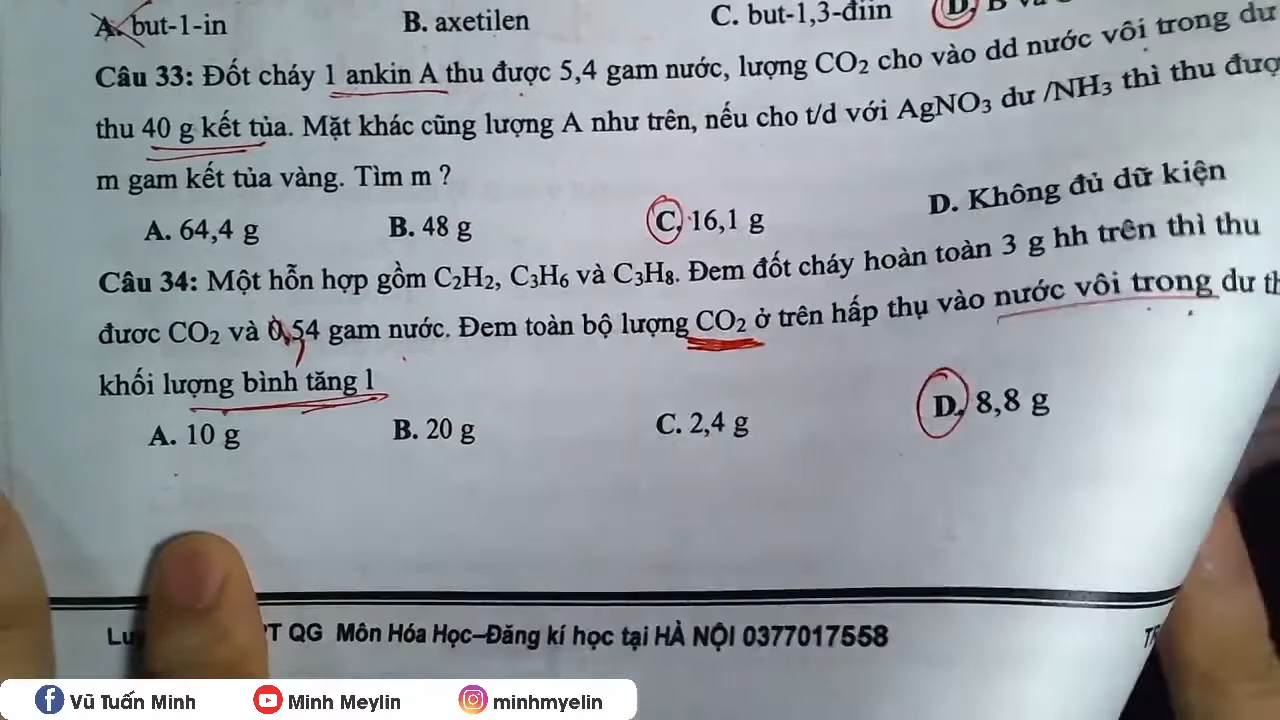 A. but-1-in B. axetilen C. but-1,3-điin D. B
Câu 33: Đốt cháy 1 ankin A thu được 5,4 gam nước, lượng CO₂ cho vào dd nước vôi trong dư
thu 40 g kết tủa. Mặt khác cũng lượng A như trên, nếu cho t/d với AgNO₃ dư /NH₃ thì thu
m gam kết tủa vàng. Tìm m ?
A. 64,4 g B. 48 g C. 16,1 g D. Không đủ dữ kiện
Câu 34: Một hỗn hợp gồm C₂H₂, C₃H₆ và C₃H₈. Đem đốt cháy hoàn toàn 3 g hh trên thì thu
được CO₂ và 0,54 gam nước. Đem toàn bộ lượng CO₂ ở trên hấp thụ vào nước vôi trong dư
khối lượng bình tăng l
A. 10 g B. 20 g C. 2,4 g D. 8,8 g
QG Môn Hóa Học–Đăng kí học tại HÀ NỘI 0377017558
Vũ Tuấn Minh Minh Meylin minhmyelin